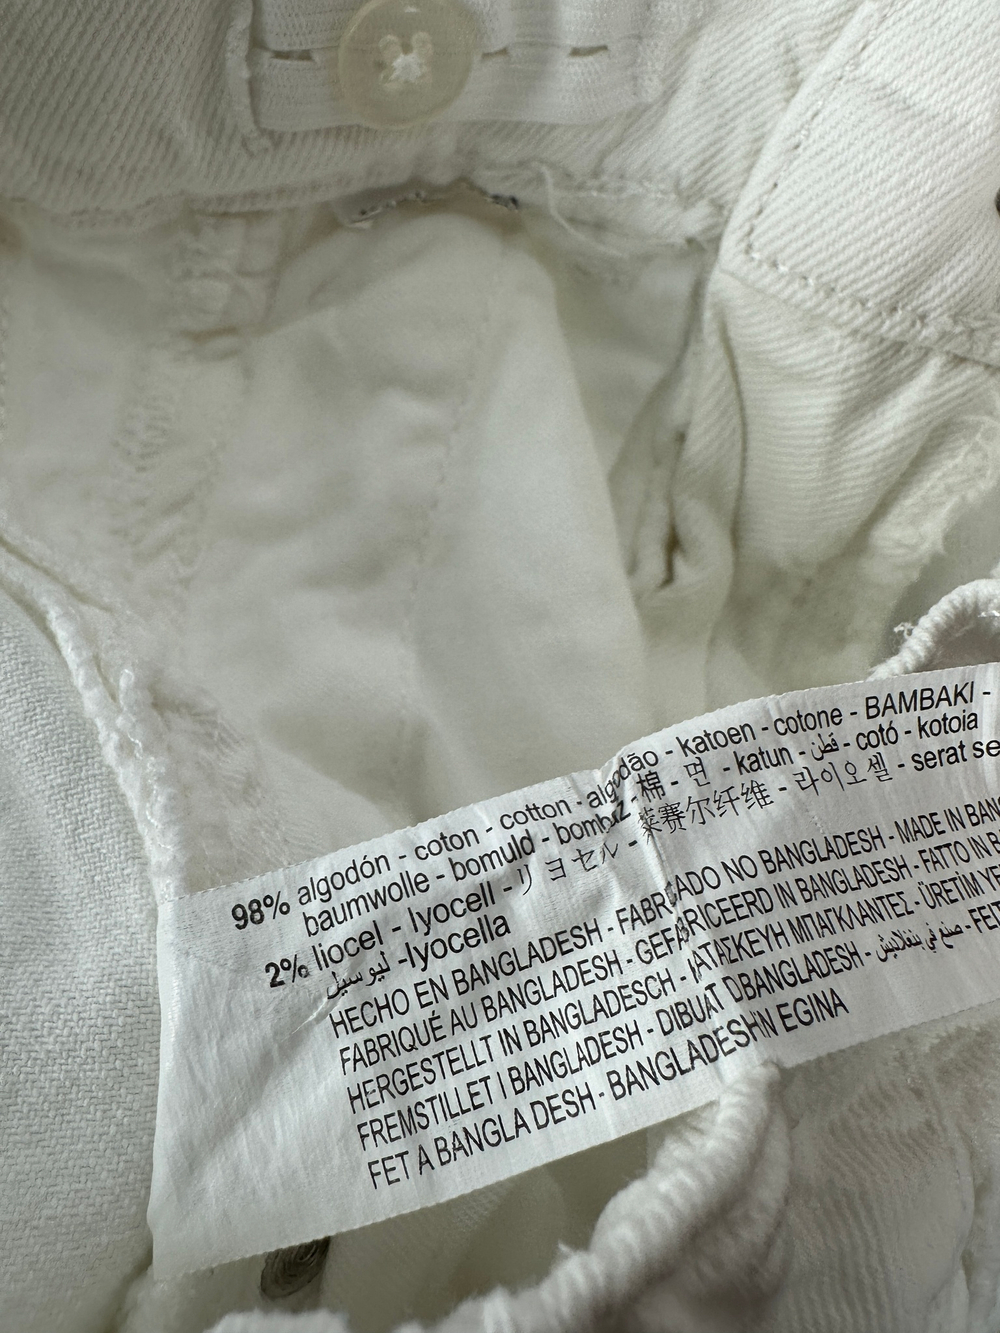 98% algodón - coton - cotton - algodão - katoen - cotone - BAMBAKI -
baumwolle - bomuld - bombaž - 棉 - 면 - katun - قطن - cotó - kotoia
2% liocel - lyocell - リヨセル - 莱赛尔纤维 - 라이오셀 - serat se
ليوسيل - lyocella
HECHO EN BANGLADESH - FABRICADO NO BANGLADESH - MADE IN BAN
FABRIQUÉ AU BANGLADESH - GEFABRICEERD IN BANGLADESH - FATTO IN B
HERGESTELLT IN BANGLADESCH - ΚΑΤΑΣΚΕΥΗ ΜΠΑΓΚΛΑΝΤΕΣ - ÜRETİM YE
FREMSTILLET I BANGLADESH - DIBUAT DBANGLADESH - صنع في بنغلاديش - FEIT
FET A BANGLA DESH - BANGLADESHN EGINA